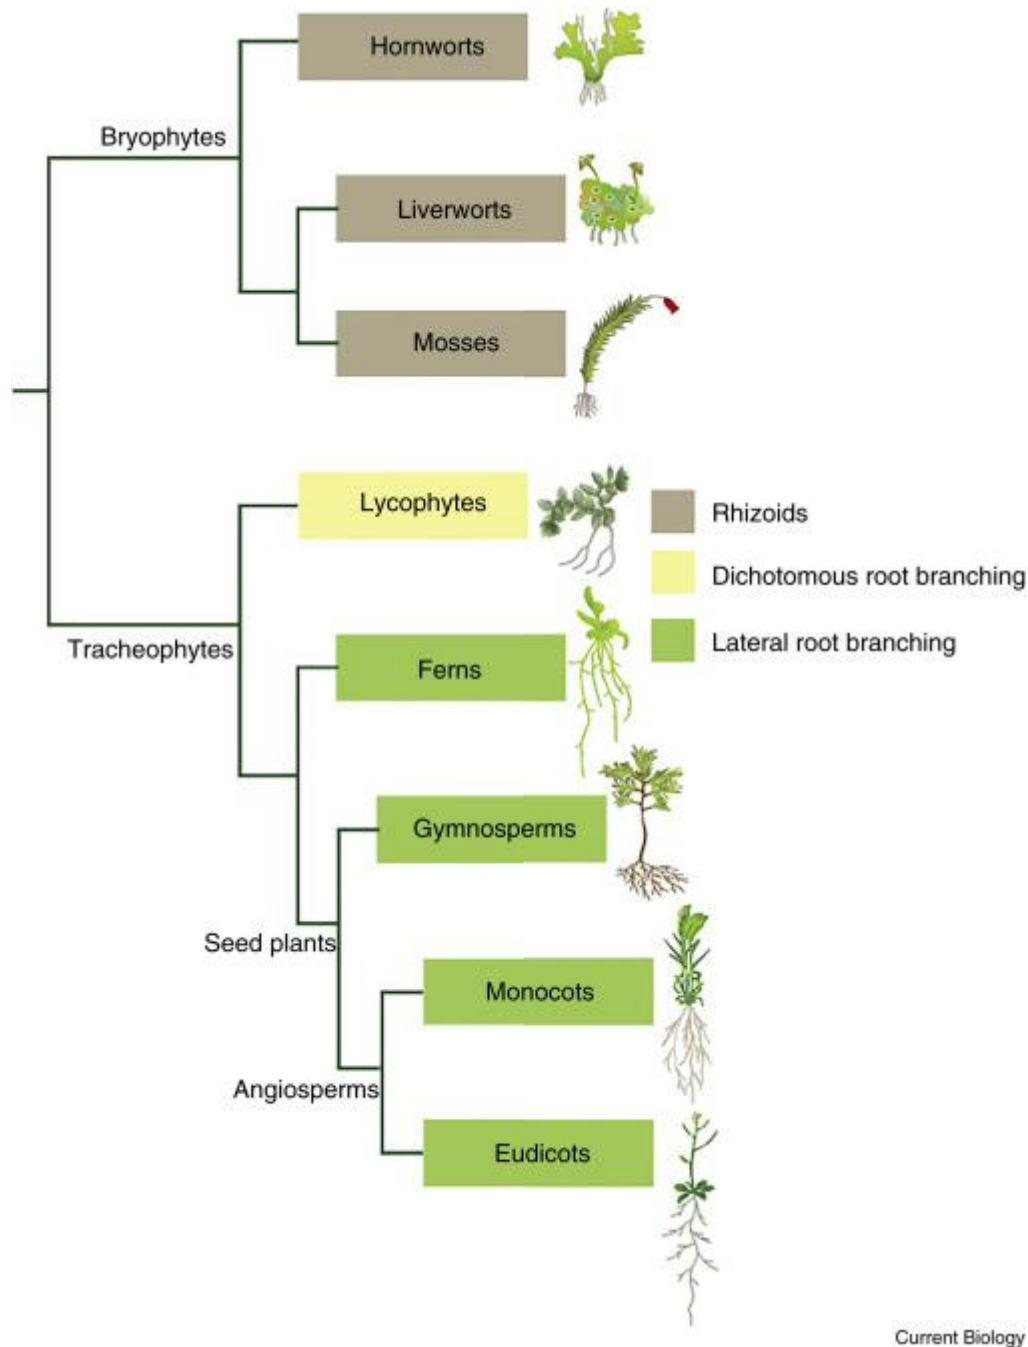 Hornworts
Bryophytes
Liverworts
Mosses
Lycophytes
Rhizoids
Dichotomous root branching
Lateral root branching
Tracheophytes
Ferns
Gymnosperms
Seed plants
Monocots
Angiosperms
Eudicots
Current Biology